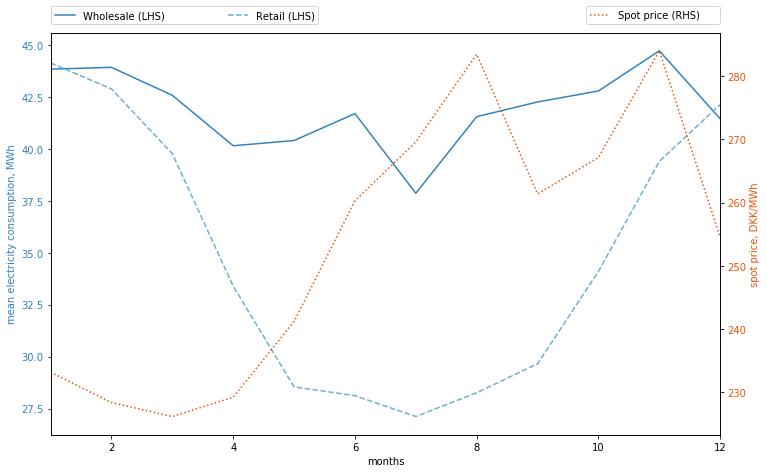 Wholesale (LHS) Retail (LHS) Spot price (RHS)
45.0
42.5
40.0
37.5
35.0
32.5
30.0
27.5
mean electricity consumption, MWh
280
270
260
250
240
230
spot price, DKK/MWh
2 4 6 8 10 12
months